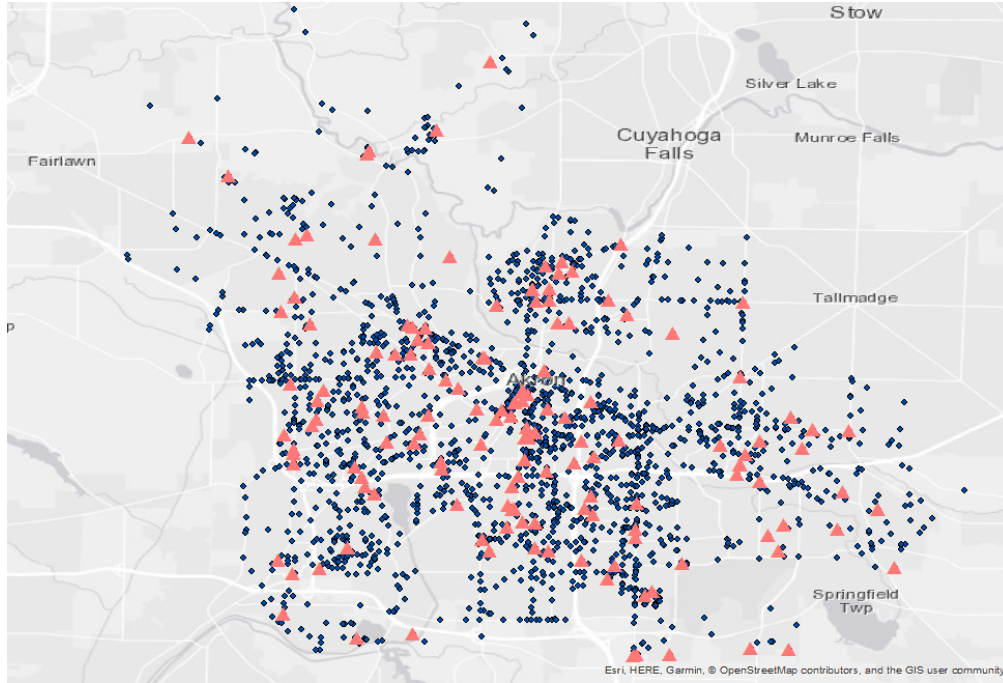 Stow
Silver Lake
Cuyahoga
Falls
Munroe Falls
Fairlawn
Tallmadge
p
Akron
Springfield
Twp
Esri, HERE, Garmin, © OpenStreetMap contributors, and the GIS user community